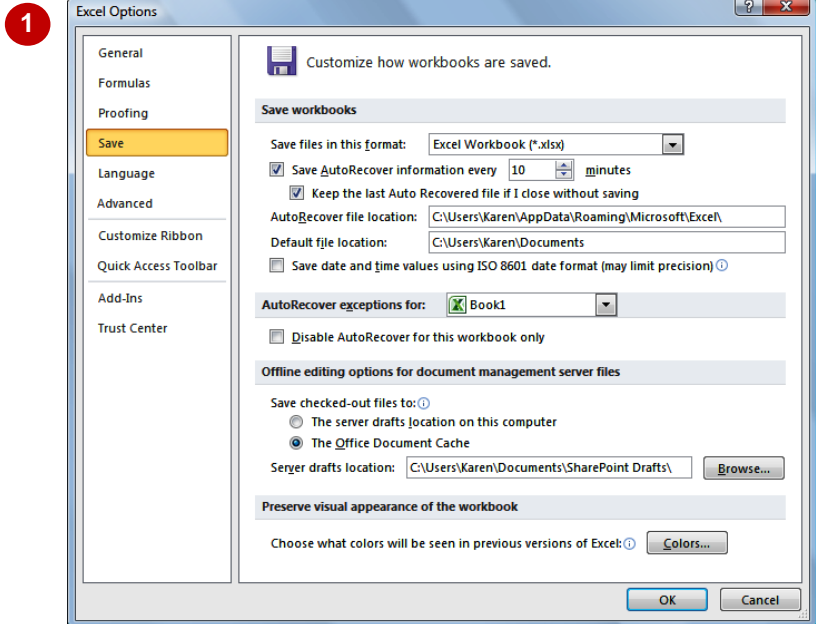 1
Excel Options
General
Formulas
Proofing
Save
Language
Advanced
Customize Ribbon
Quick Access Toolbar
Add-Ins
Trust Center
Customize how workbooks are saved.
Save workbooks
Save files in this format: Excel Workbook (*.xlsx)
Save AutoRecover information every 10 minutes
Keep the last Auto Recovered file if I close without saving
AutoRecover file location: C:\Users\Karen\AppData\Roaming\Microsoft\Excel\
Default file location: C:\Users\Karen\Documents
Save date and time values using ISO 8601 date format (may limit precision)
AutoRecover exceptions for: Book1
Disable AutoRecover for this workbook only
Offline editing options for document management server files
Save checked-out files to:
The server drafts location on this computer
The Office Document Cache
Server drafts location: C:\Users\Karen\Documents\SharePoint Drafts\ Browse...
Preserve visual appearance of the workbook
Choose what colors will be seen in previous versions of Excel: Colors...
OK Cancel